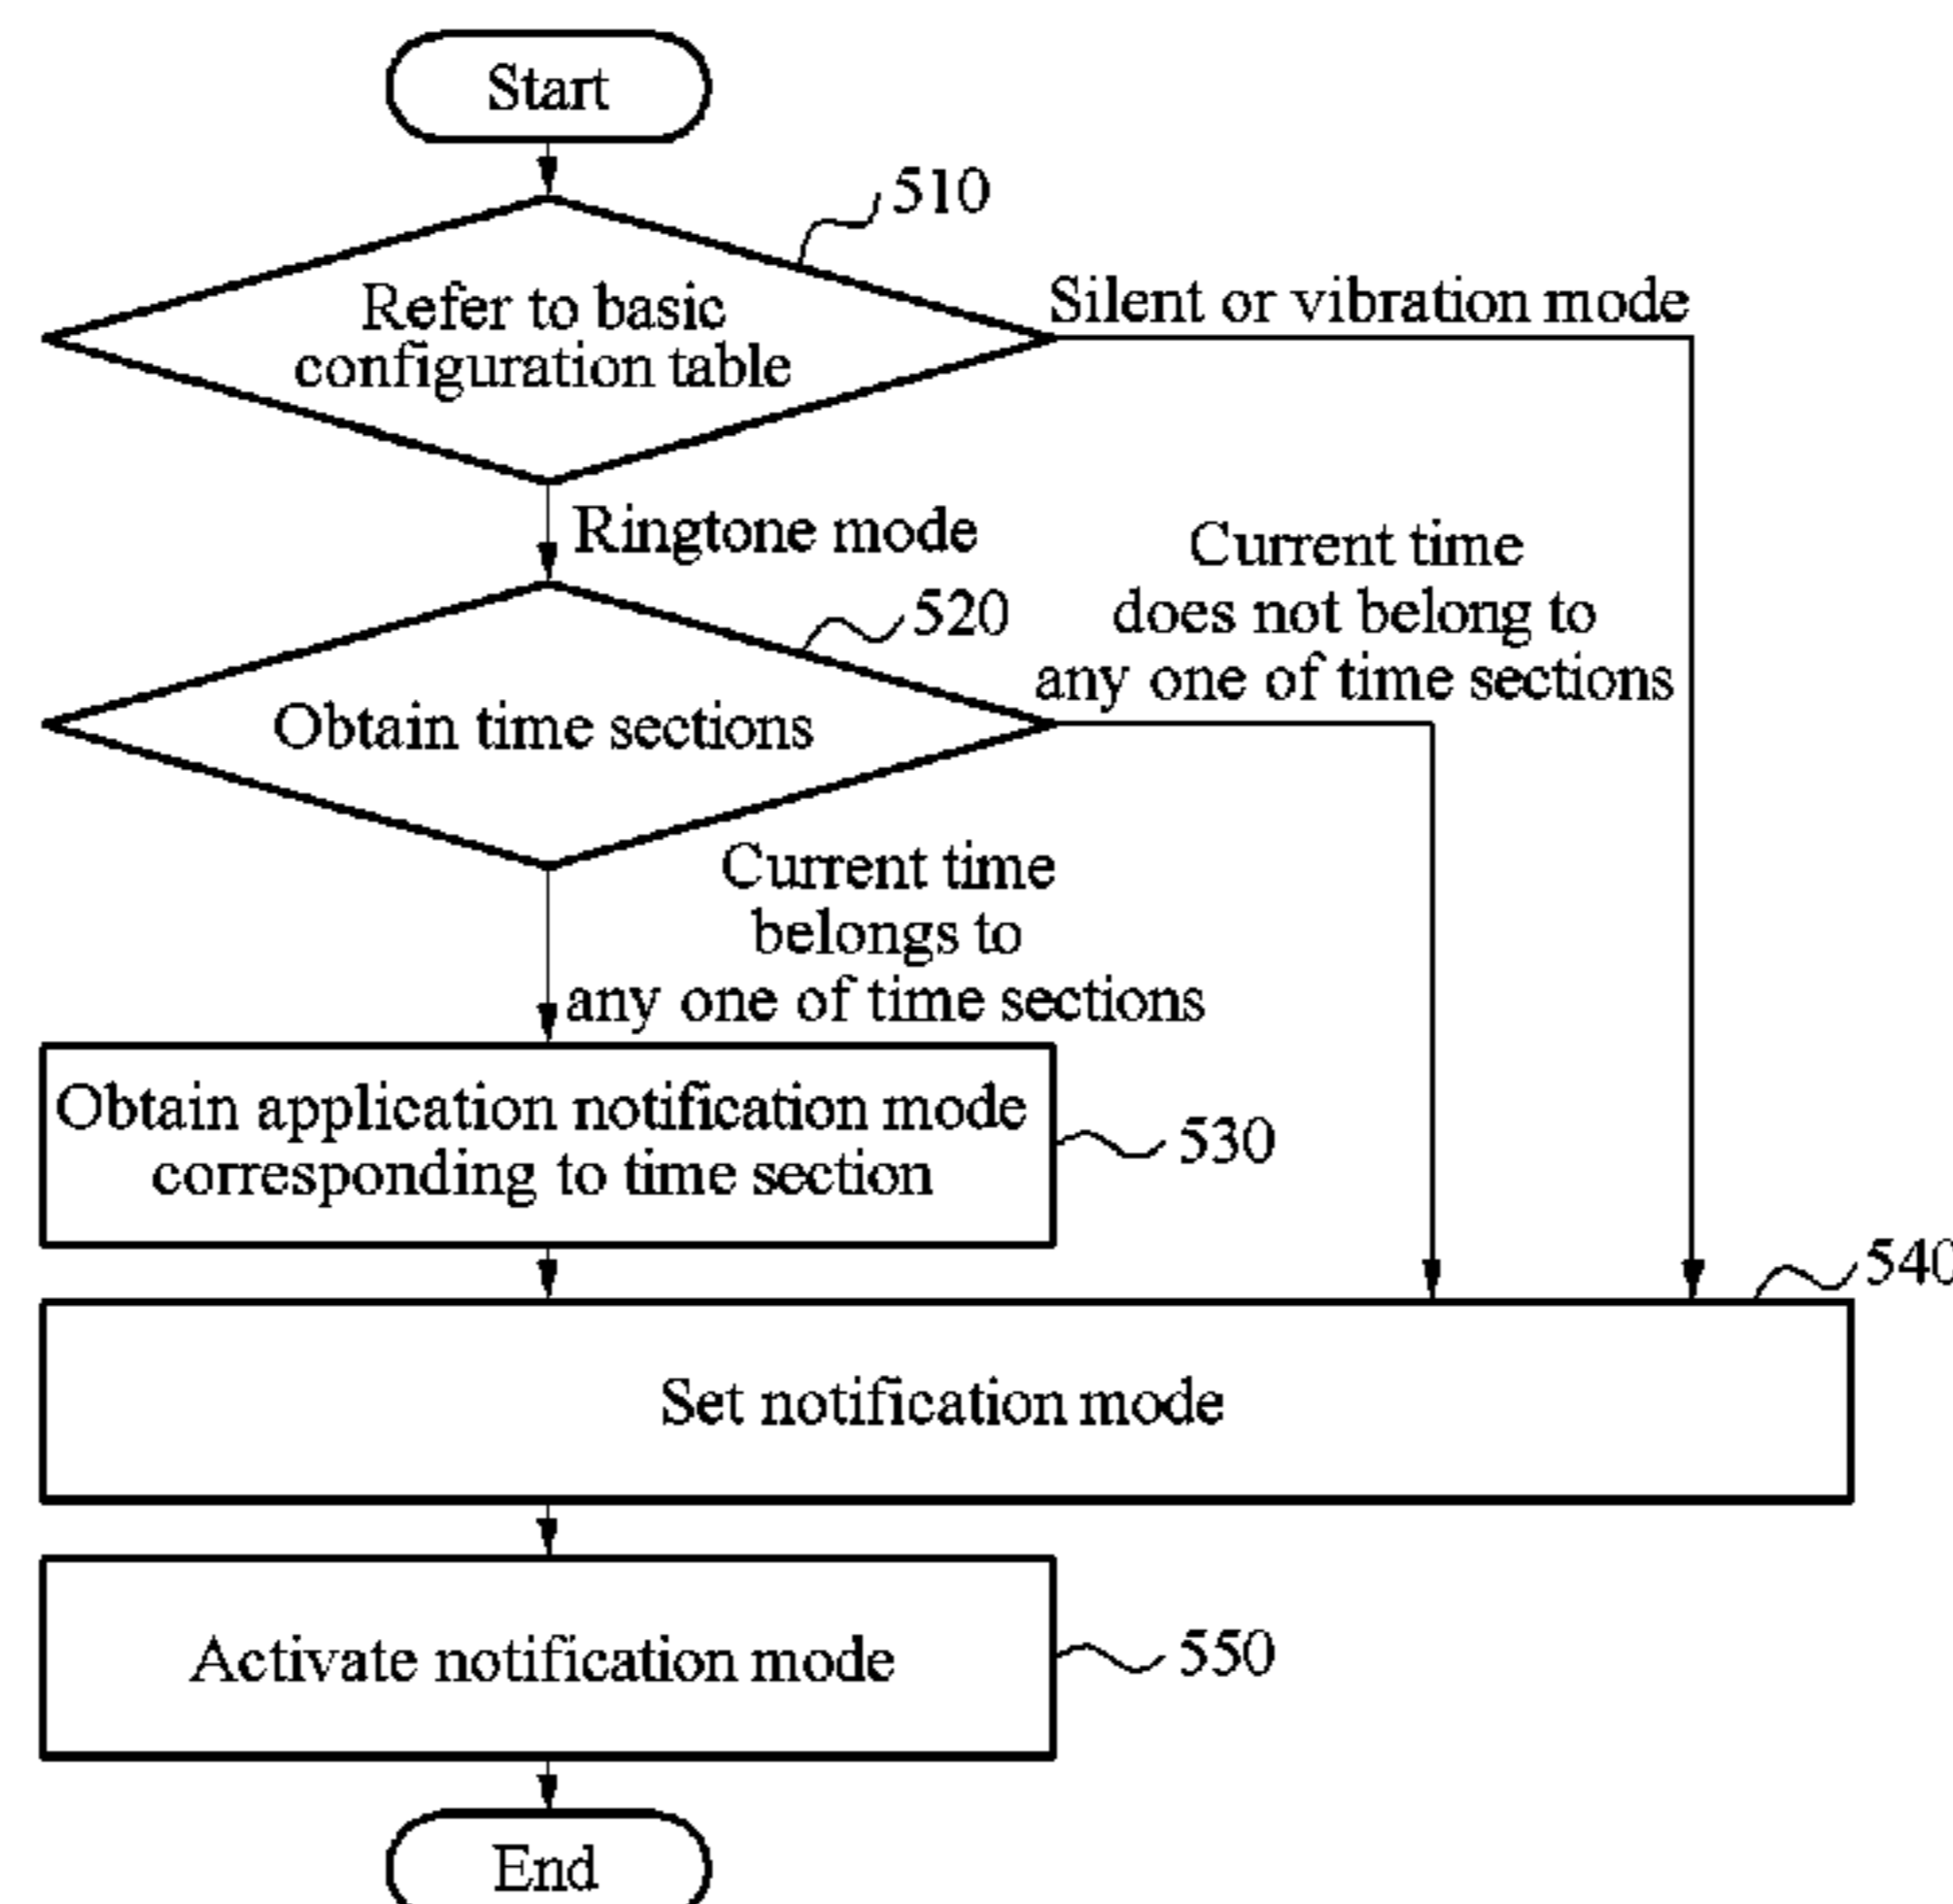 Start
510
Refer to basic
configuration table
Silent or vibration mode
Ringtone mode
520
Obtain time sections
Current time
does not belong to
any one of time sections
Current time
belongs to
any one of time sections
Obtain application notification mode
corresponding to time section
530
540
Set notification mode
Activate notification mode
550
End